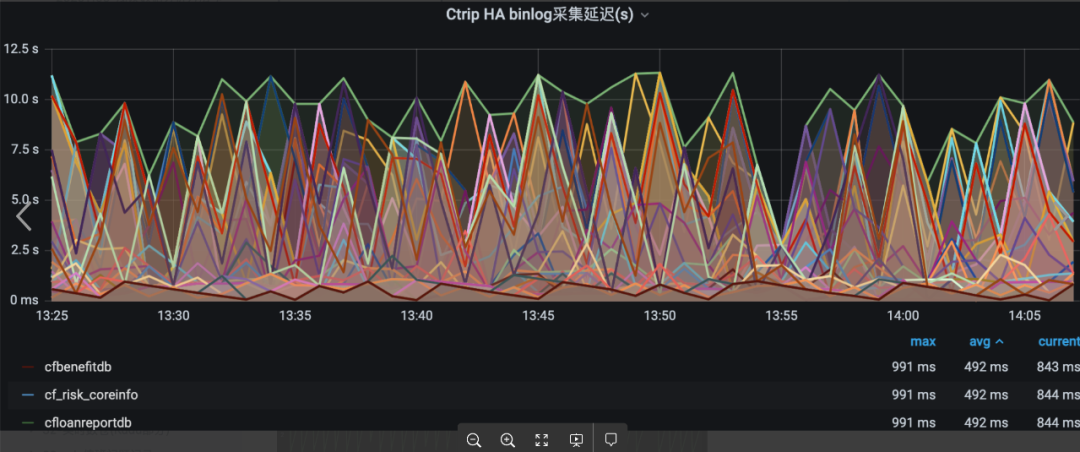 Ctrip HA binlog采集延迟(s)
12.5 s
10.0 s
7.5 s
5.0 s
2.5 s
0 ms
13:25 13:30 13:35 13:40 13:45 13:50 13:55 14:00 14:05
max avg current
cfbenefitdb 991 ms 492 ms 843 ms
cf_risk_coreinfo 991 ms 492 ms 844 ms
cfloanreportdb 991 ms 492 ms 844 ms